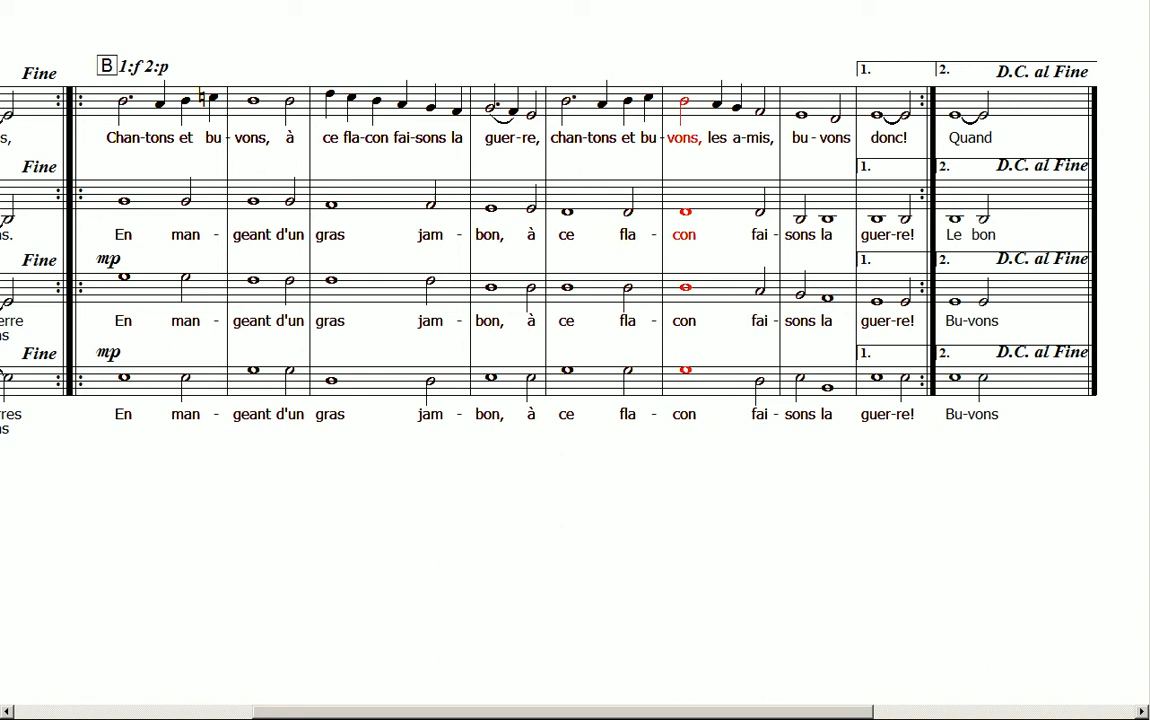 Fine B 1:f 2:p 1. 2. D.C. al Fine
s, Chan-tons et bu - vons, à ce fla-con fai-sons la guer-re, chan-tons et bu - vons, les a-mis, bu - vons donc! Quand
Fine 1. 2. D.C. al Fine
s. En man - geant d'un gras jam - bon, à ce fla - con fai - sons la guer-re! Le bon
Fine mp 1. 2. D.C. al Fine
erre En man - geant d'un gras jam - bon, à ce fla - con fai - sons la guer-re! Bu-vons
s
Fine mp 1. 2. D.C. al Fine
res En man - geant d'un gras jam - bon, à ce fla - con fai - sons la guer-re! Bu-vons
s